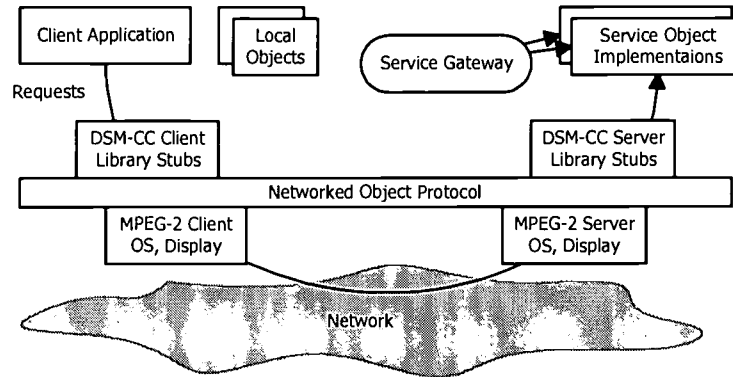 Client Application
Local
Objects
Service Gateway
Service Object
Implementaions
Requests
DSM-CC Client
Library Stubs
DSM-CC Server
Library Stubs
Networked Object Protocol
MPEG-2 Client
OS, Display
MPEG-2 Server
OS, Display
Network